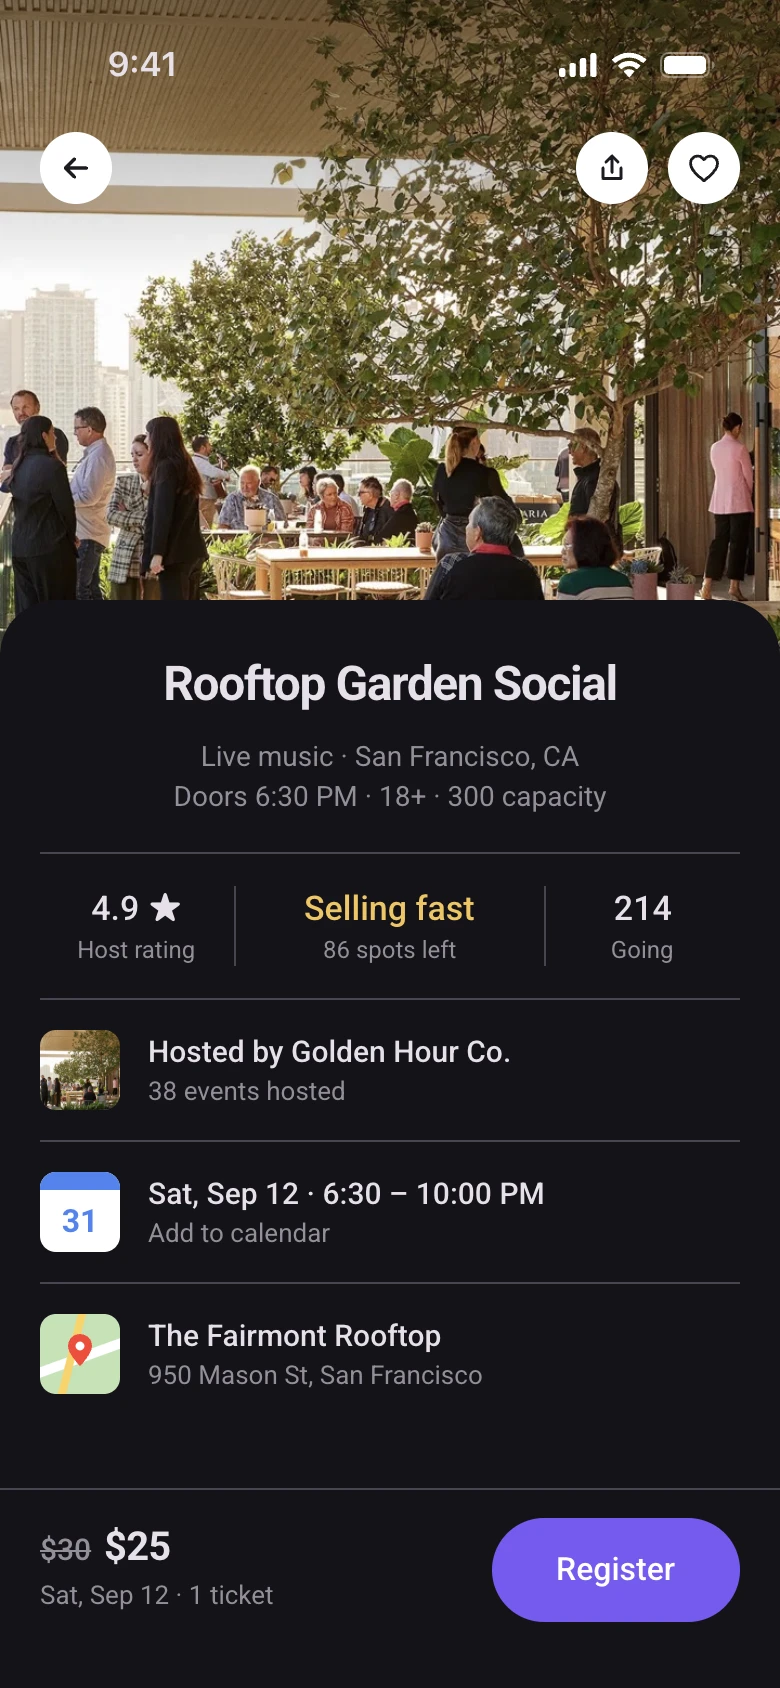 9:41
Rooftop Garden Social
Live music · San Francisco, CA
Doors 6:30 PM · 18+ · 300 capacity
4.9 ★
Host rating
Selling fast
86 spots left
214
Going
Hosted by Golden Hour Co.
38 events hosted
31
Sat, Sep 12 · 6:30 – 10:00 PM
Add to calendar
The Fairmont Rooftop
950 Mason St, San Francisco
$30 $25
Sat, Sep 12 · 1 ticket
Register